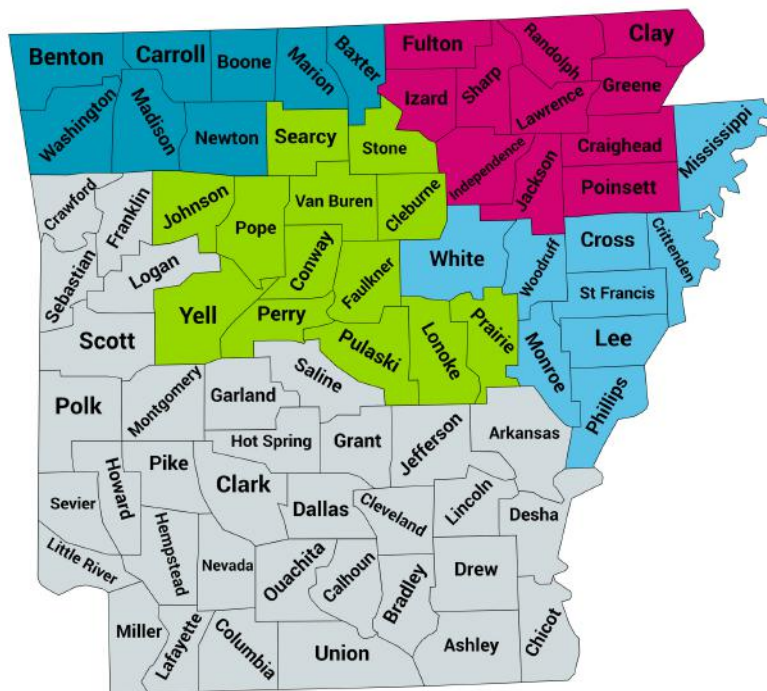 Benton
Carroll
Boone
Marion
Baxter
Fulton
Randolph
Clay
Washington
Madison
Newton
Searcy
Stone
Izard
Sharp
Lawrence
Greene
Mississippi
Independence
Jackson
Craighead
Poinsett
Crawford
Franklin
Johnson
Pope
Van Buren
Cleburne
Sebastian
Logan
Conway
Faulkner
White
Woodruff
Cross
Crittenden
St Francis
Scott
Yell
Perry
Pulaski
Lonoke
Prairie
Monroe
Lee
Phillips
Polk
Montgomery
Garland
Saline
Hot Spring
Grant
Jefferson
Arkansas
Sevier
Howard
Pike
Clark
Dallas
Cleveland
Lincoln
Desha
Little River
Hempstead
Nevada
Ouachita
Calhoun
Bradley
Drew
Miller
Lafayette
Columbia
Union
Ashley
Chicot